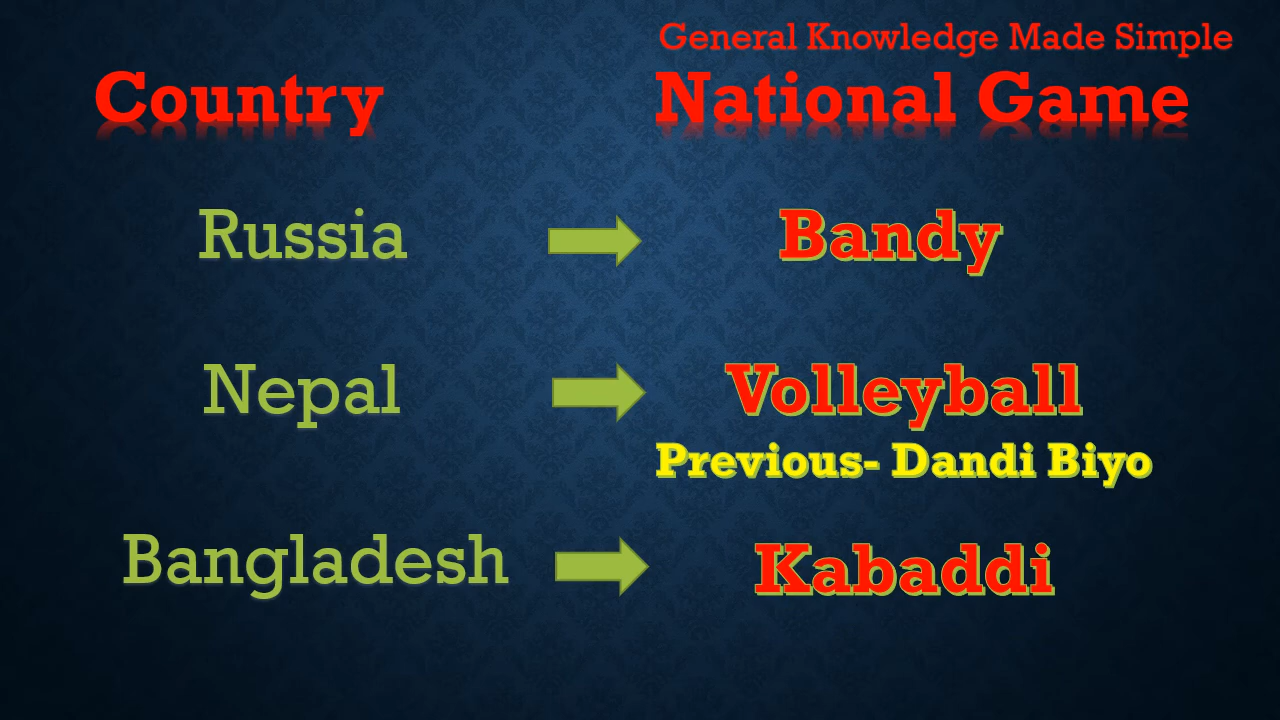 General Knowledge Made Simple
Country National Game
Russia Bandy
Nepal Volleyball
Previous- Dandi Biyo
Bangladesh Kabaddi